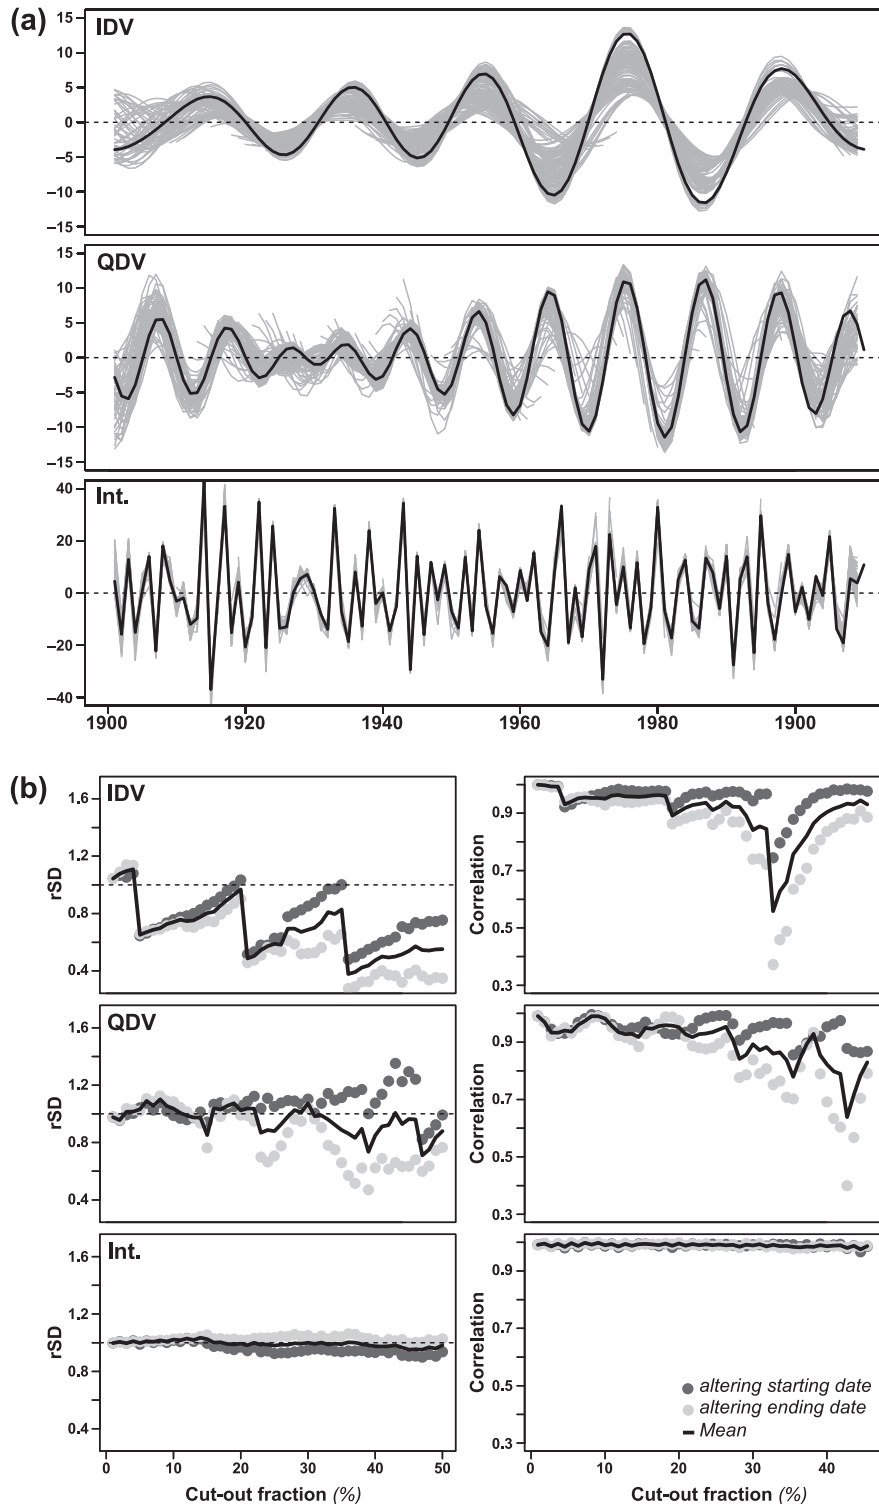 (a)
IDV
15
10
5
0
−5
−10
−15
QDV
15
10
5
0
−5
−10
−15
Int.
40
20
0
−20
−40
1900 1920 1940 1960 1980 1900
(b)
IDV
rSD
1.6
1.2
0.8
0.4
Correlation
0.9
0.7
0.5
0.3
QDV
rSD
1.6
1.2
0.8
0.4
Correlation
0.9
0.7
0.5
0.3
Int.
rSD
1.6
1.2
0.8
0.4
Correlation
0.9
0.7
0.5
0.3
altering starting date
altering ending date
Mean
0 10 20 30 40 50
0 10 20 30 40
Cut-out fraction (%)
Cut-out fraction (%)